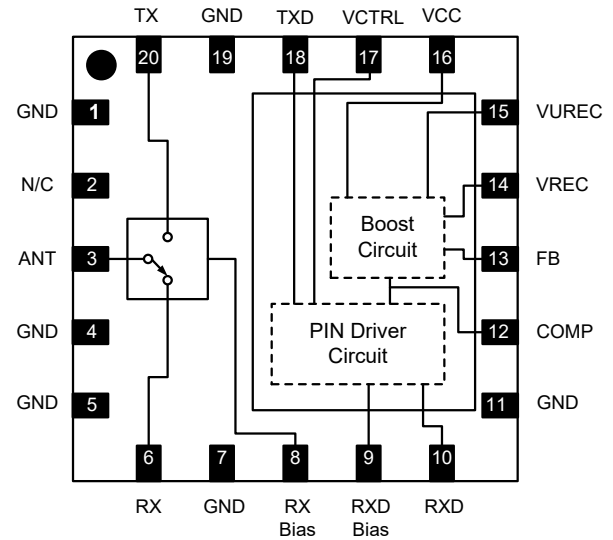 TX GND TXD VCTRL VCC
20 19 18 17 16
GND 1 15 VUREC
N/C 2 14 VREC
Boost
Circuit
ANT 3 13 FB
GND 4 12 COMP
PIN Driver
Circuit
GND 5 11 GND
6 7 8 9 10
RX GND RX RXD RXD
Bias Bias